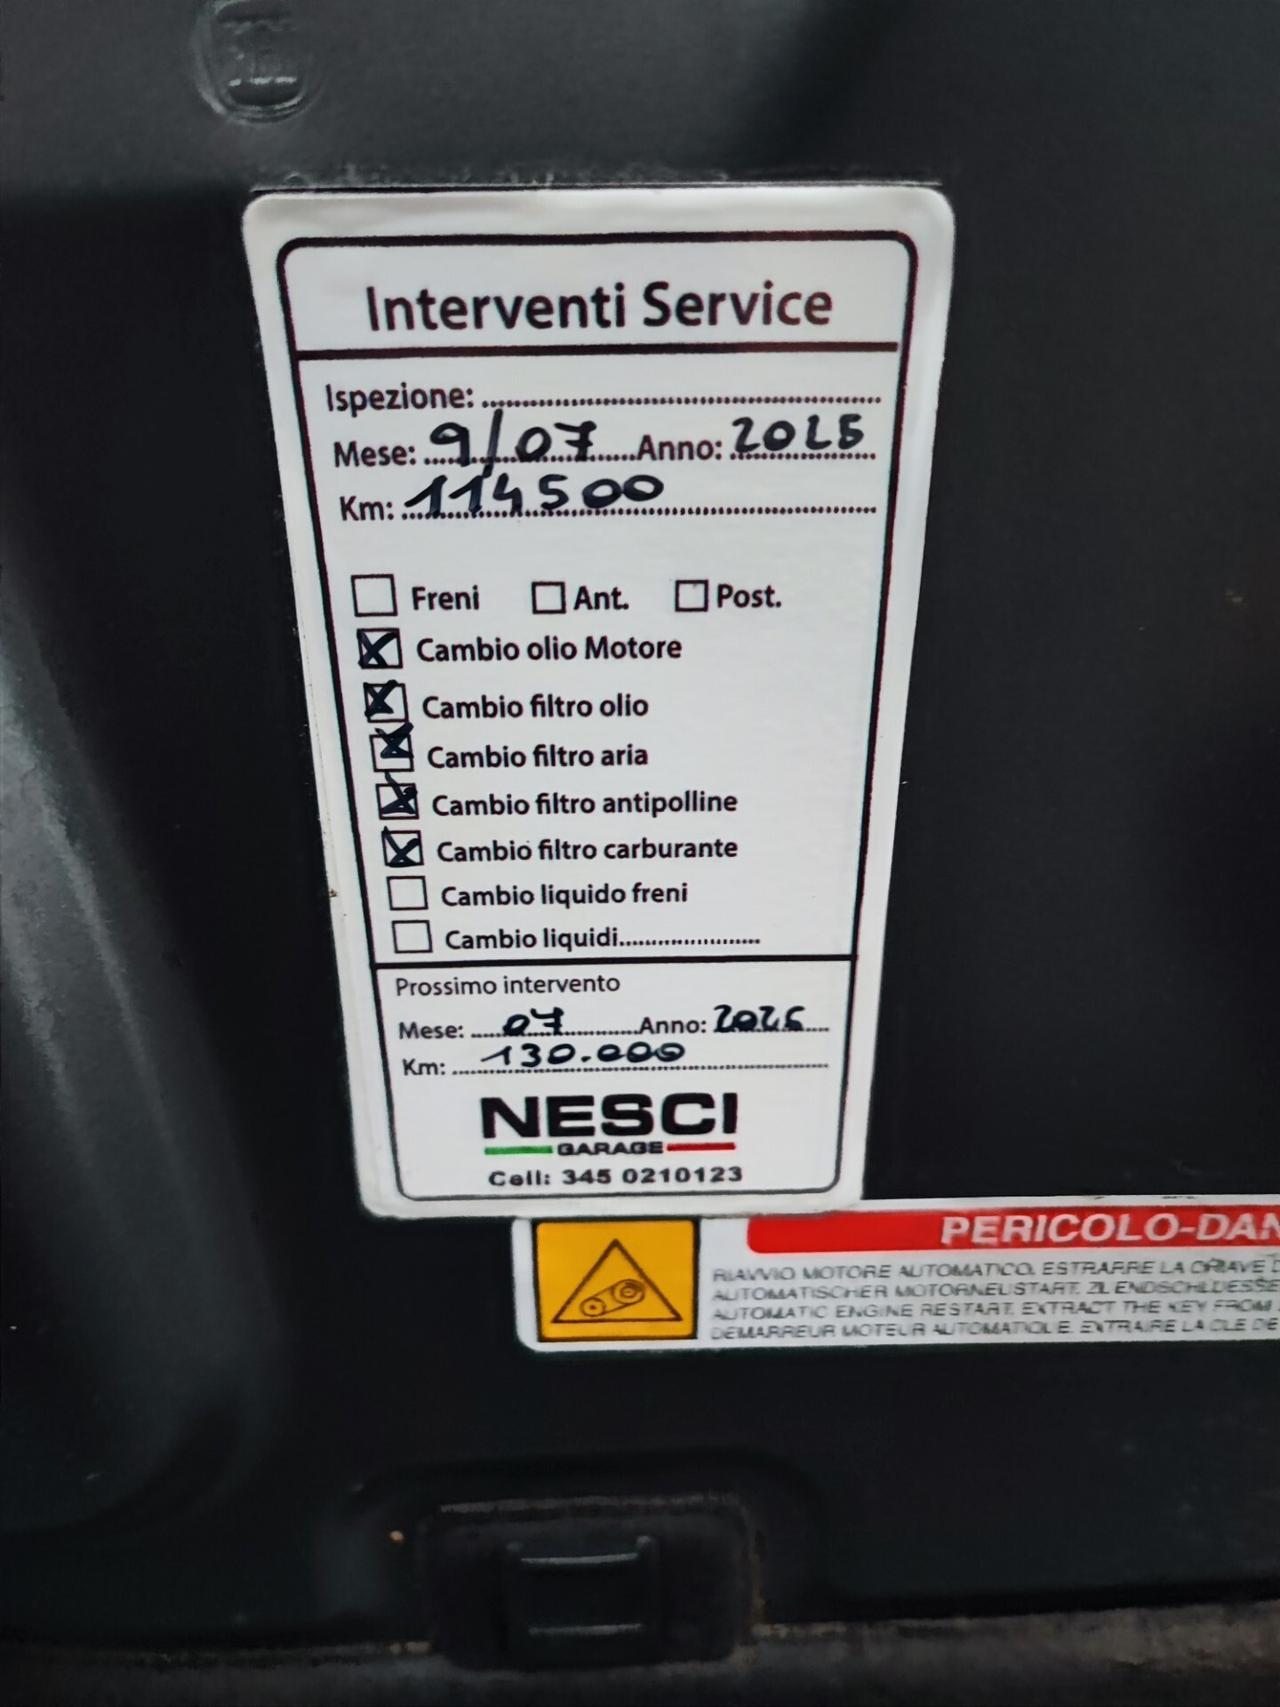 Interventi Service
Ispezione:
Mese: 9/07 Anno: 2025
Km: 114500
Freni Ant. Post.
Cambio olio Motore
Cambio filtro olio
Cambio filtro aria
Cambio filtro antipolline
Cambio filtro carburante
Cambio liquido freni
Cambio liquidi
Prossimo intervento
Mese: 07 Anno: 2026
Km: 130.000
NESCI
GARAGE
Cell: 345 0210123
PERICOLO-DAN
RIAVVIO MOTORE AUTOMATICO. ESTRARRE LA CHIAVE D
AUTOMATISCHER MOTORNEUSTART. ZÜNDSCHLÜSSE
AUTOMATIC ENGINE RESTART. EXTRACT THE KEY FROM
DEMARREUR MOTEUR AUTOMATIQUE. EXTRAIRE LA CLE DE